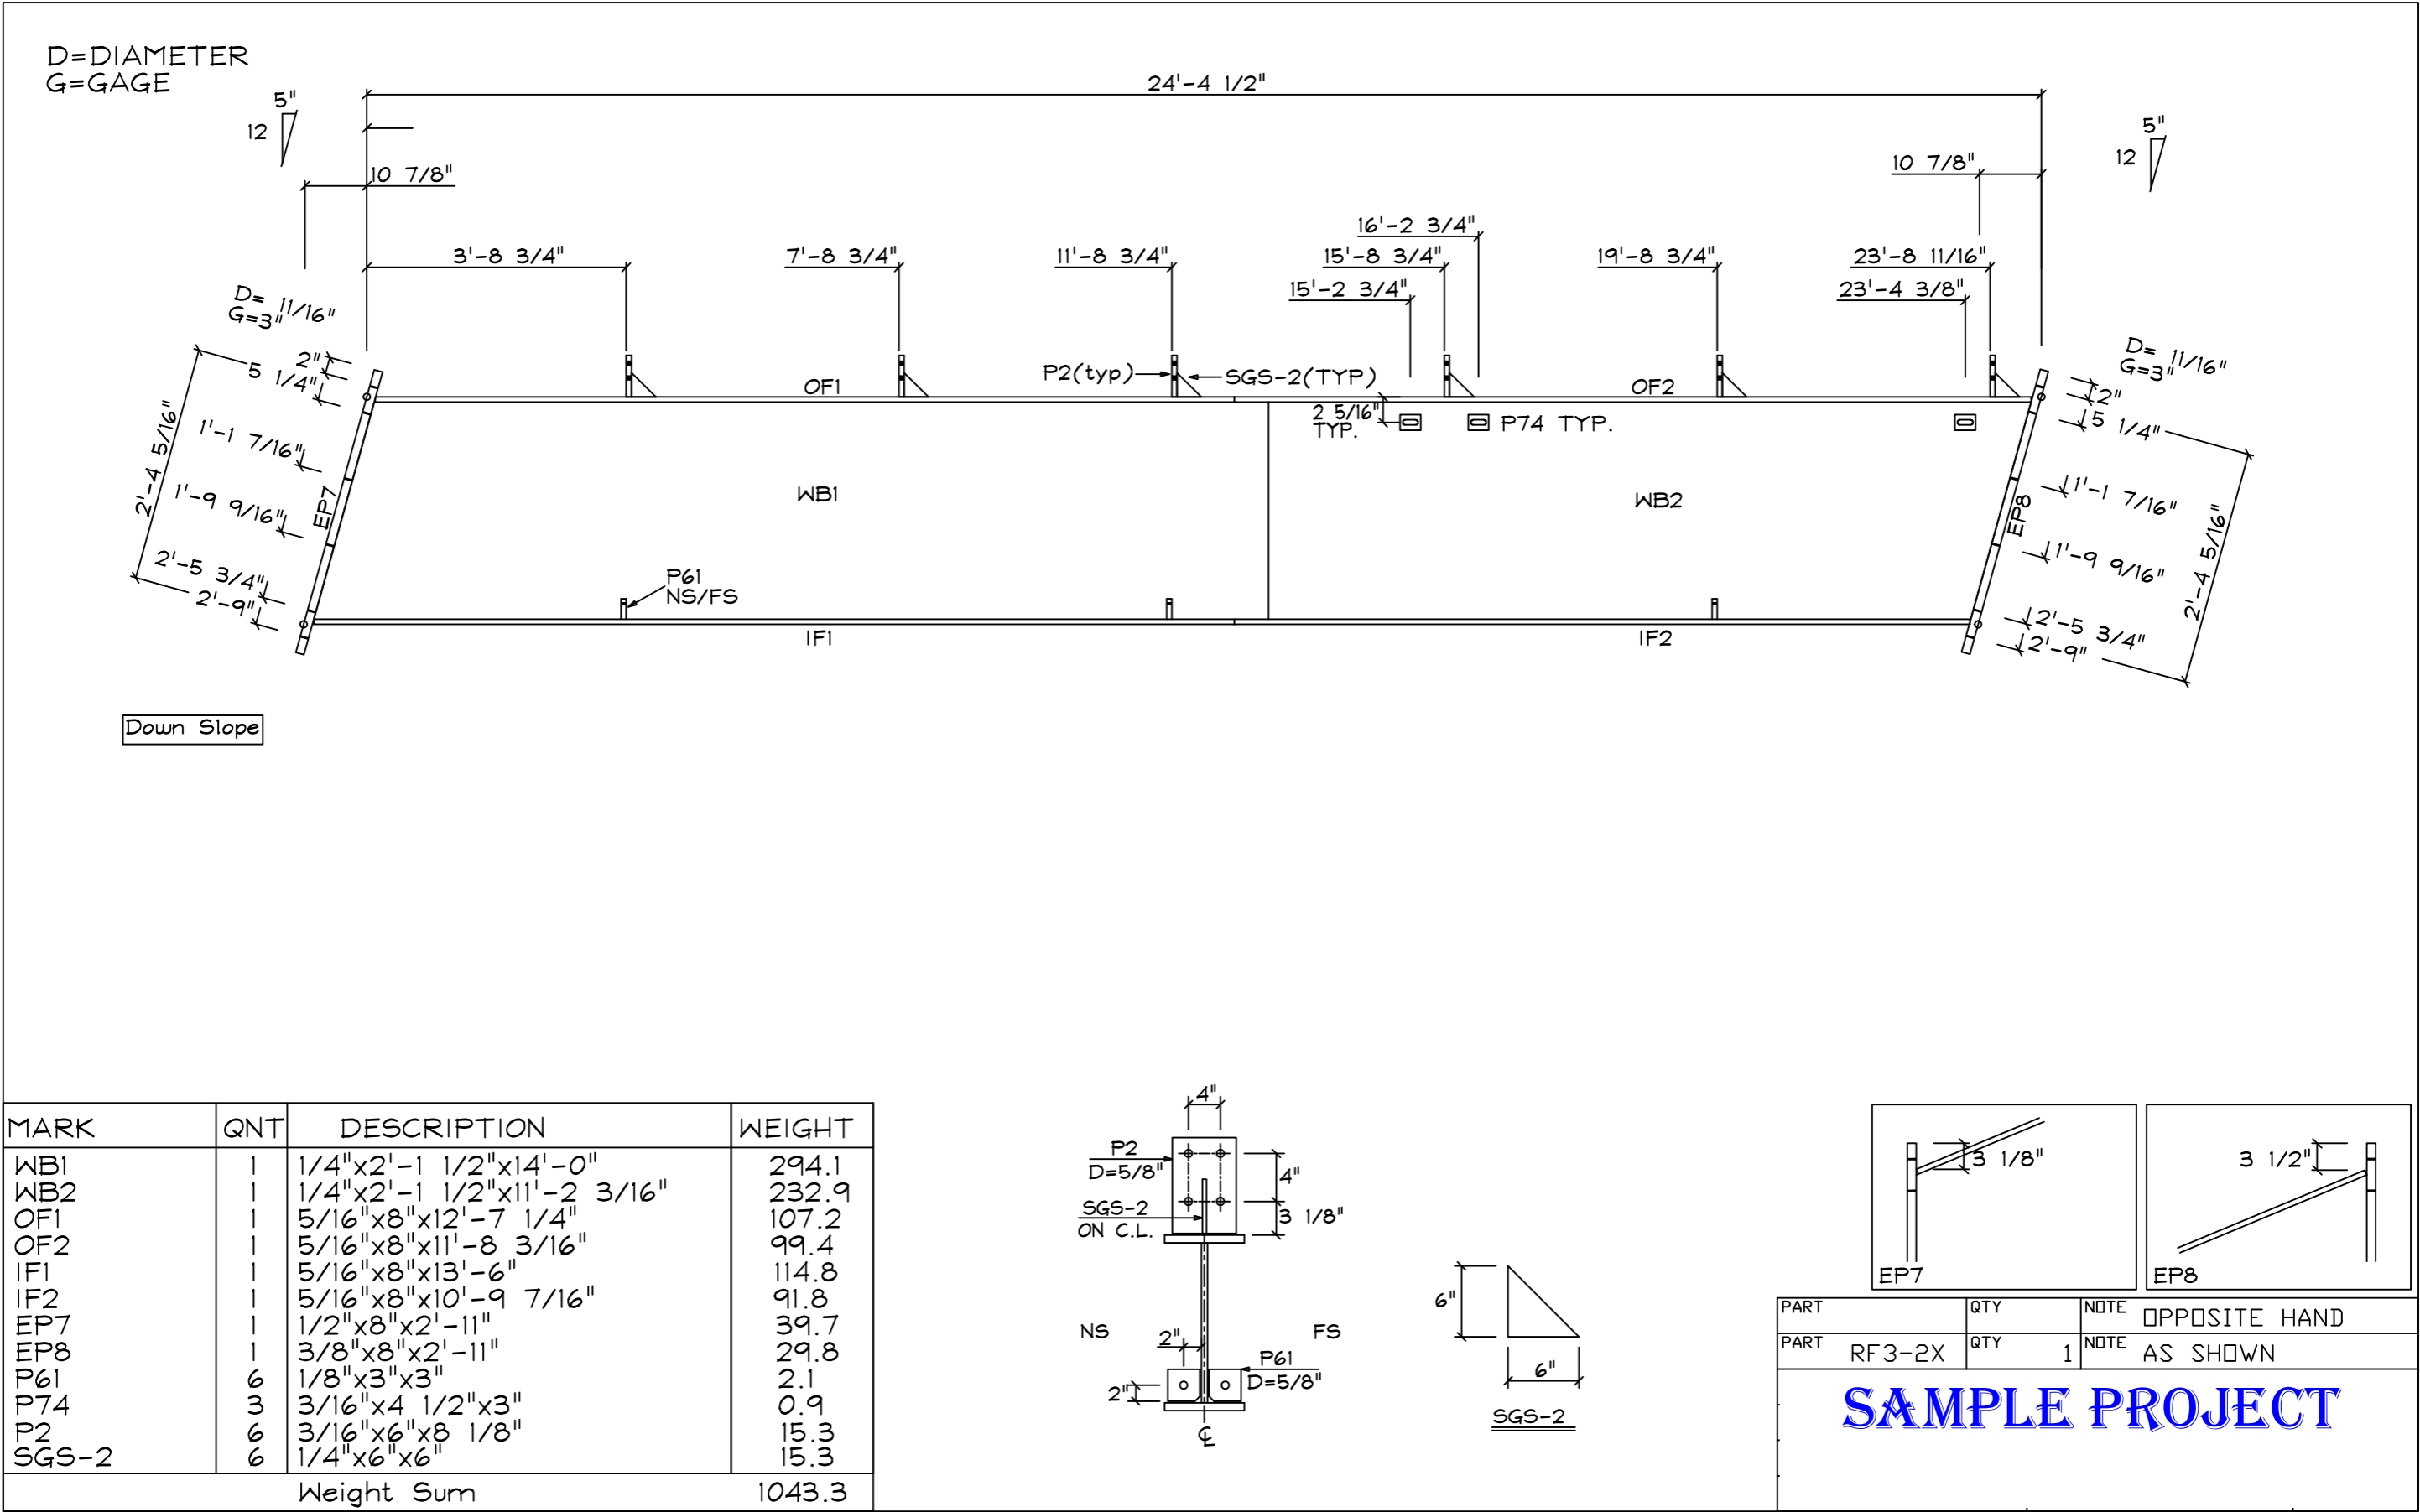 D=DIAMETER
G=GAGE
24'-4 1/2"
5"
12
10 7/8"
5"
12
10 7/8"
16'-2 3/4"
3'-8 3/4"
7'-8 3/4"
11'-8 3/4"
15'-8 3/4"
19'-8 3/4"
23'-8 11/16"
15'-2 3/4"
23'-4 3/8"
D= 11/16"
G=3"
D= 11/16"
G=3"
2"
5 1/4"
1'-1 7/16"
1'-9 9/16"
2'-5 3/4"
2'-9"
2'-4 5/16"
EP7
OF1
P2(typ)
SGS-2(TYP)
OF2
2 5/16"
TYP.
P74 TYP.
WB1
WB2
P61
NS/FS
IF1
IF2
EP8
2"
5 1/4"
1'-1 7/16"
1'-9 9/16"
2'-5 3/4"
2'-9"
2'-4 5/16"
Down Slope
MARK QNT DESCRIPTION WEIGHT
WB1 1 1/4"x2'-1 1/2"x14'-0" 294.1
WB2 1 1/4"x2'-1 1/2"x11'-2 3/16" 232.9
OF1 1 5/16"x8"x12'-7 1/4" 107.2
OF2 1 5/16"x8"x11'-8 3/16" 99.4
IF1 1 5/16"x8"x13'-6" 114.8
IF2 1 5/16"x8"x10'-9 7/16" 91.8
EP7 1 1/2"x8"x2'-11" 39.7
EP8 1 3/8"x8"x2'-11" 29.8
P61 6 1/8"x3"x3" 2.1
P74 3 3/16"x4 1/2"x3" 0.9
P2 6 3/16"x6"x8 1/8" 15.3
SGS-2 6 1/4"x6"x6" 15.3
Weight Sum 1043.3
4"
P2
D=5/8"
4"
SGS-2
ON C.L.
3 1/8"
NS
FS
2"
P61
D=5/8"
2"
℄
6"
6"
SGS-2
3 1/8"
EP7
3 1/2"
EP8
PART QTY NOTE OPPOSITE HAND
PART RF3-2X QTY 1 NOTE AS SHOWN
SAMPLE PROJECT